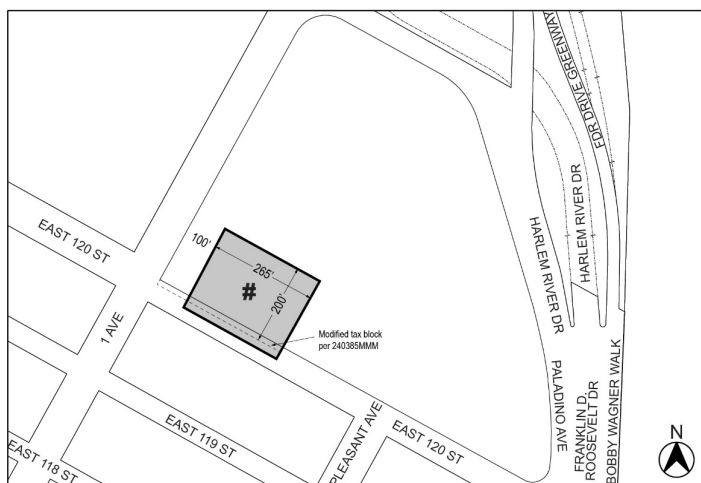 FDR DRIVE GREENWAY
HARLEM RIVER DR
HARLEM RIVER DR
EAST 120 ST
100'
265'
200'
#
Modified tax block
per 240385MMM
1 AVE
EAST 119 ST
EAST 118 ST
PLEASANT AVE
EAST 120 ST
PALADINO AVE
FRANKLIN D.
ROOSEVELT DR
BOBBY WAGNER WALK
N